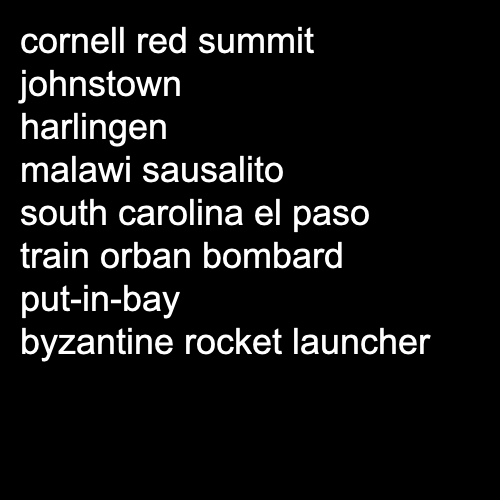 cornell red summit
johnstown
harlingen
malawi sausalito
south carolina el paso
train orban bombard
put-in-bay
byzantine rocket launcher